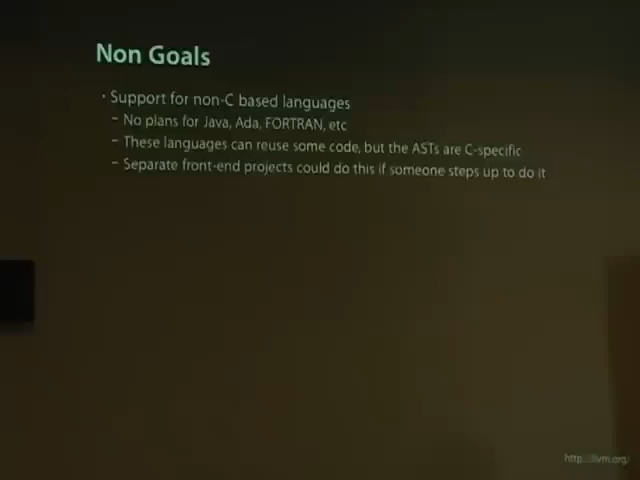 Non Goals
• Support for non-C based languages
– No plans for Java, Ada, FORTRAN, etc
– These languages can reuse some code, but the ASTs are C-specific
– Separate front-end projects could do this if someone steps up to do it
http://llvm.org/